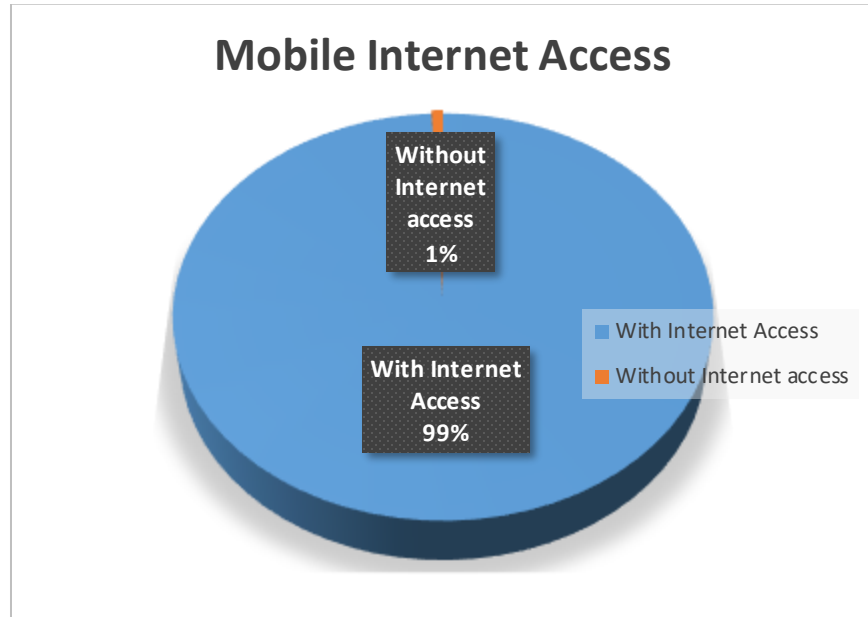 Mobile Internet Access
Without
Internet
access
1%
With Internet
Access
99%
With Internet Access
Without Internet access